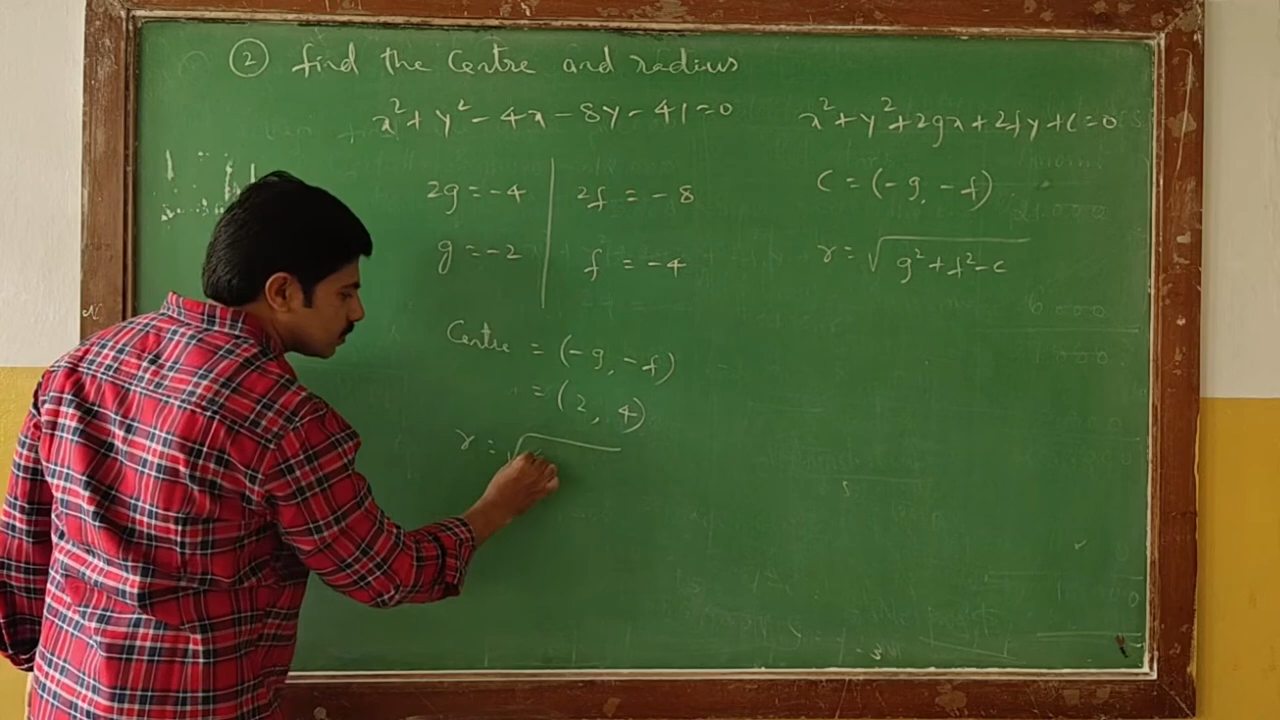 ② find the Centre and radius
x² + y² - 4x - 8y - 41 = 0
x² + y² + 2gx + 2fy + c = 0
2g = -4
2f = -8
C = (-g, -f)
g = -2
f = -4
r = √g² + f² - c
Centre = (-g, -f)
= (2, 4)
r = √